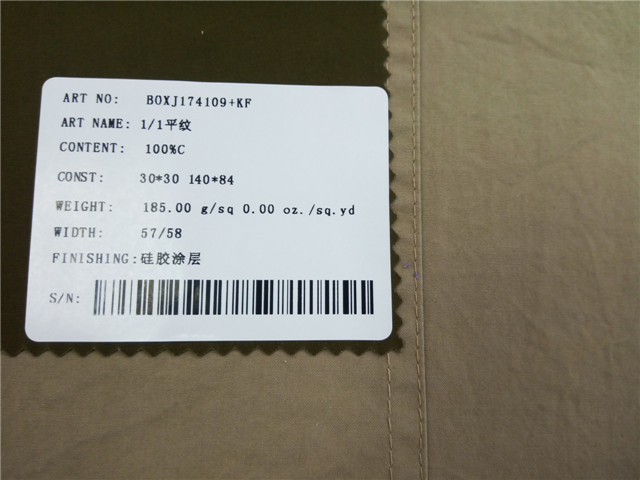 ART NO: BOXJ174109+KF
ART NAME: 1/1平纹
CONTENT: 100%C
CONST: 30*30 140*84
WEIGHT: 185.00 g/sq 0.00 oz./sq.yd
WIDTH: 57/58
FINISHING:硅胶涂层
S/N: